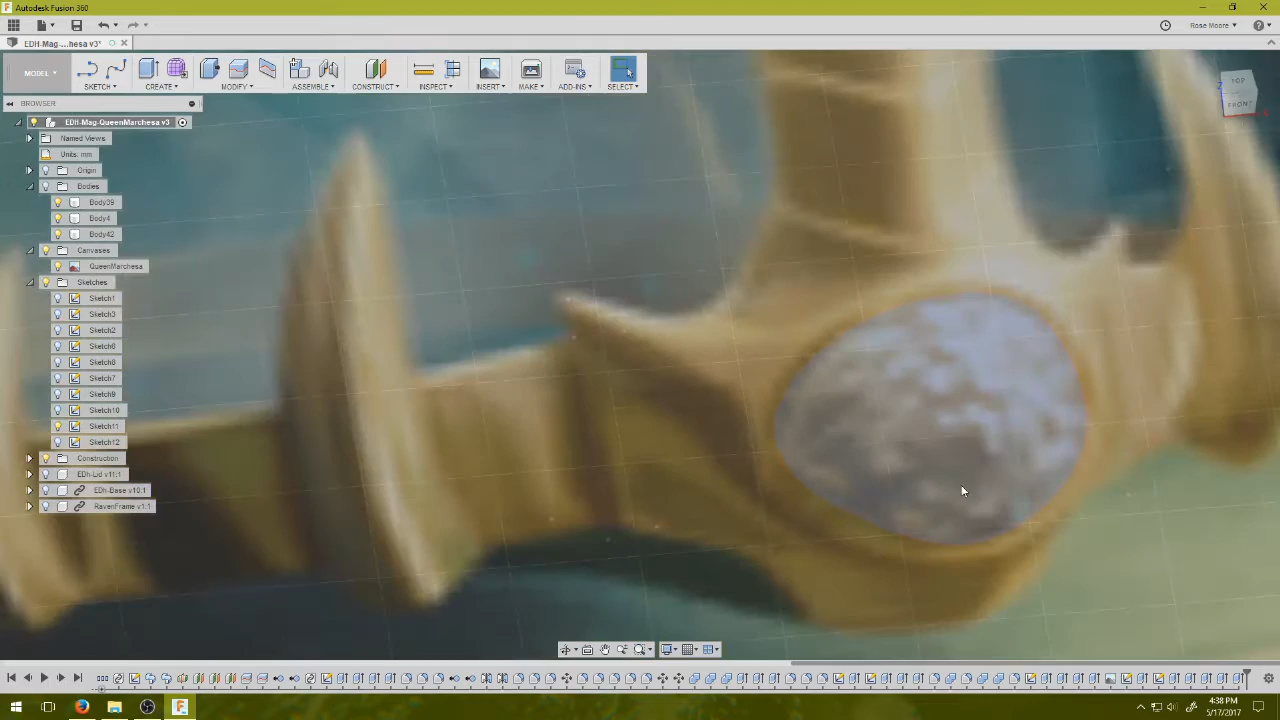 Autodesk Fusion 360
Rose Moore
EDH-Mag-...hesa v3*
MODEL
SKETCH
CREATE
MODIFY
ASSEMBLE
CONSTRUCT
INSPECT
INSERT
MAKE
ADD-INS
SELECT
BROWSER
EDH-Mag-QueenMarchesa v3
Named Views
Units: mm
Origin
Bodies
Body39
Body4
Body42
Canvases
QueenMarchesa
Sketches
Sketch1
Sketch3
Sketch2
Sketch6
Sketch8
Sketch7
Sketch9
Sketch10
Sketch11
Sketch12
Construction
EDh-Lid v11:1
EDh-Base v10:1
RavenFrame v1:1
TOP
FRONT
Z
X
4:38 PM
5/17/2017